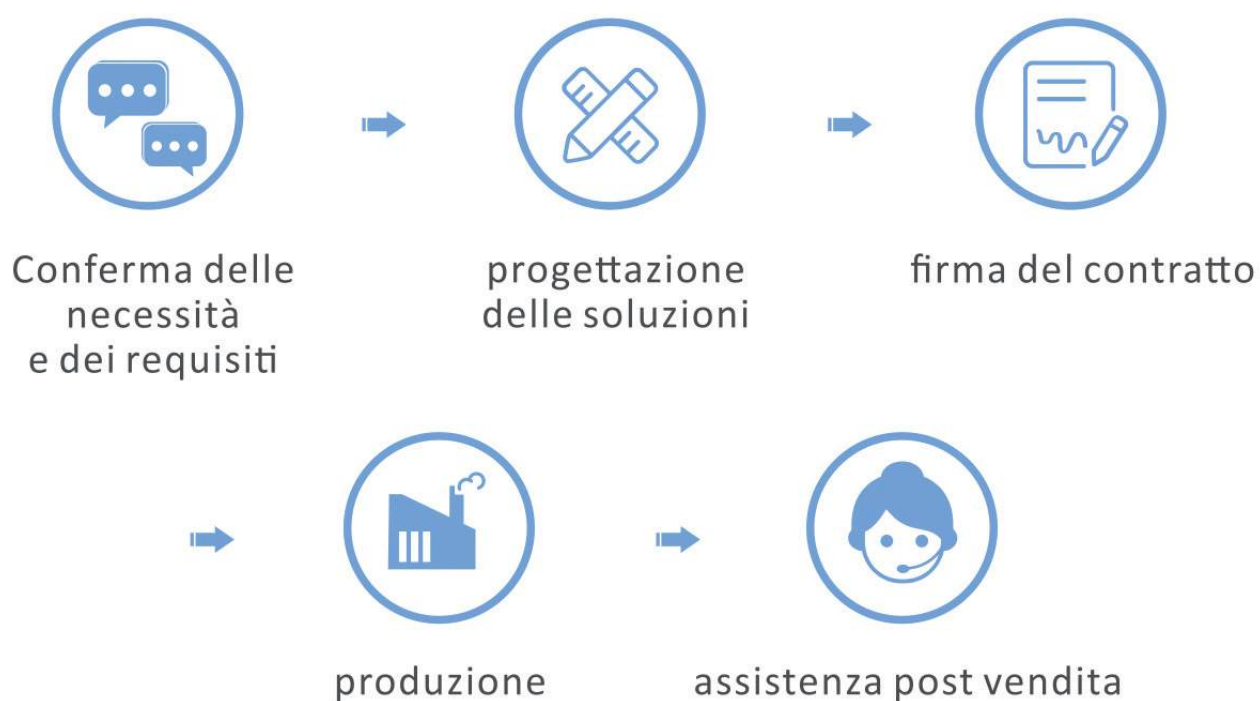 Conferma delle
necessità
e dei requisiti
progettazione
delle soluzioni
firma del contratto
produzione
assistenza post vendita